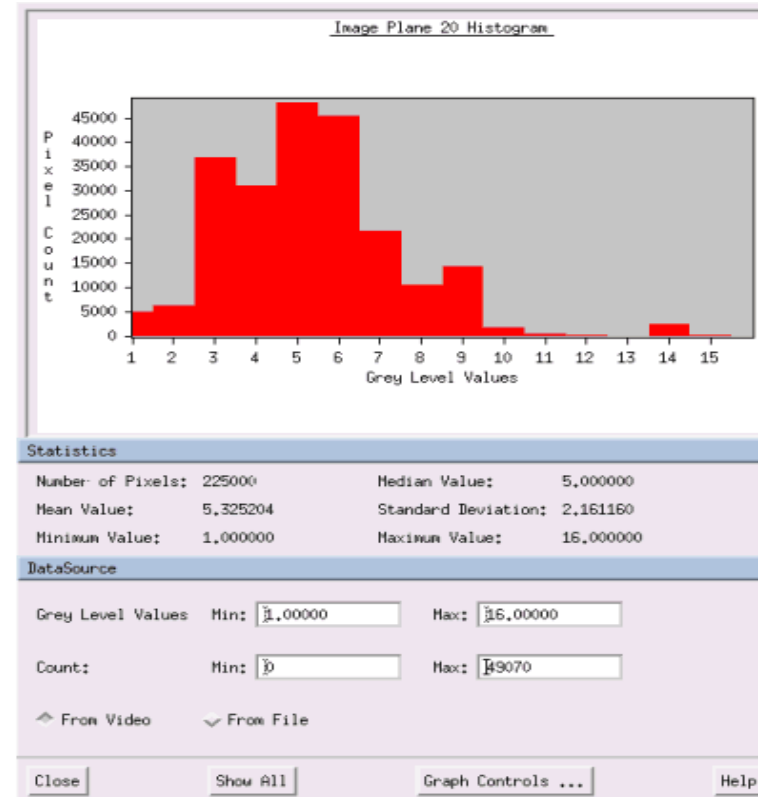 Image Plane 20 Histogram
Pixel Count
45000
40000
35000
30000
25000
20000
15000
10000
5000
0
1 2 3 4 5 6 7 8 9 10 11 12 13 14 15
Grey Level Values
Statistics
Number of Pixels: 225000 Median Value: 5.000000
Mean Value: 5.325204 Standard Deviation: 2.161160
Minimum Value: 1.000000 Maximum Value: 16.000000
DataSource
Grey Level Values Min: 1.00000 Max: 16.00000
Count: Min: 0 Max: 49070
From Video From File
Close Show All Graph Controls ... Help